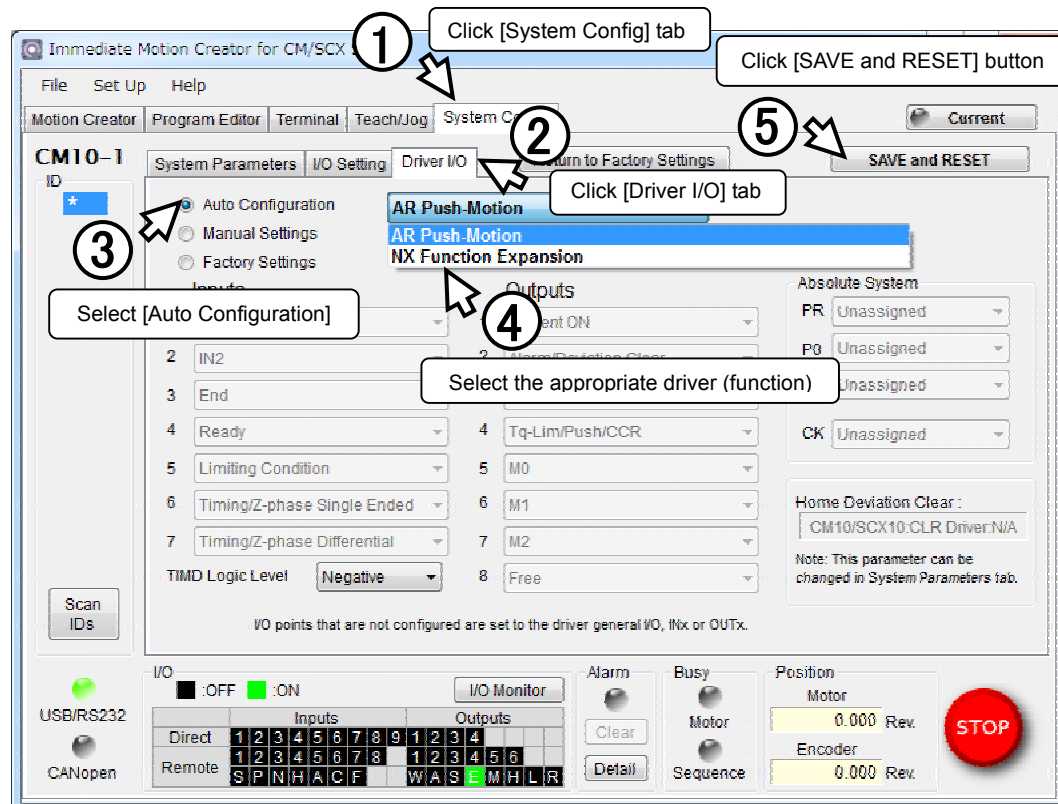 Click [System Config] tab
Click [SAVE and RESET] button
Immediate Motion Creator for CM/SCX
File Set Up Help
Motion Creator Program Editor Terminal Teach/Jog System
Current
1
2
5
CM10-1
System Parameters I/O Setting Driver I/O to Factory Settings SAVE and RESET
ID
*
Click [Driver I/O] tab
3
Auto Configuration
AR Push-Motion
Manual Settings
AR Push-Motion
Factory Settings
NX Function Expansion
Select [Auto Configuration]
4
Select the appropriate driver (function)
Outputs
ON
2 IN2
2
3 End
4 Ready
4 Tq-Lim/Push/CCR
5 Limiting Condition
5 M0
6 Timing/Z-phase Single Ended
6 M1
7 Timing/Z-phase Differential
7 M2
TIMD Logic Level Negative
8 Free
Absolute System
PR Unassigned
P0 Unassigned
Unassigned
CK Unassigned
Home Deviation Clear :
CM10/SCX10:CLR Driver:N/A
Note: This parameter can be
changed in System Parameters tab.
Scan
IDs
I/O points that are not configured are set to the driver general I/O, INx or OUTx.
USB/RS232
CANopen
I/O
:OFF :ON
I/O Monitor
Inputs Outputs
Direct 1 2 3 4 5 6 7 8 9 1 2 3 4
Remote 1 2 3 4 5 6 7 8 1 2 3 4 5 6
S P N H A C F W A S E M H L R
Alarm
Clear
Detail
Busy
Motor
Sequence
Position
Motor
0.000 Rev.
Encoder
0.000 Rev.
STOP